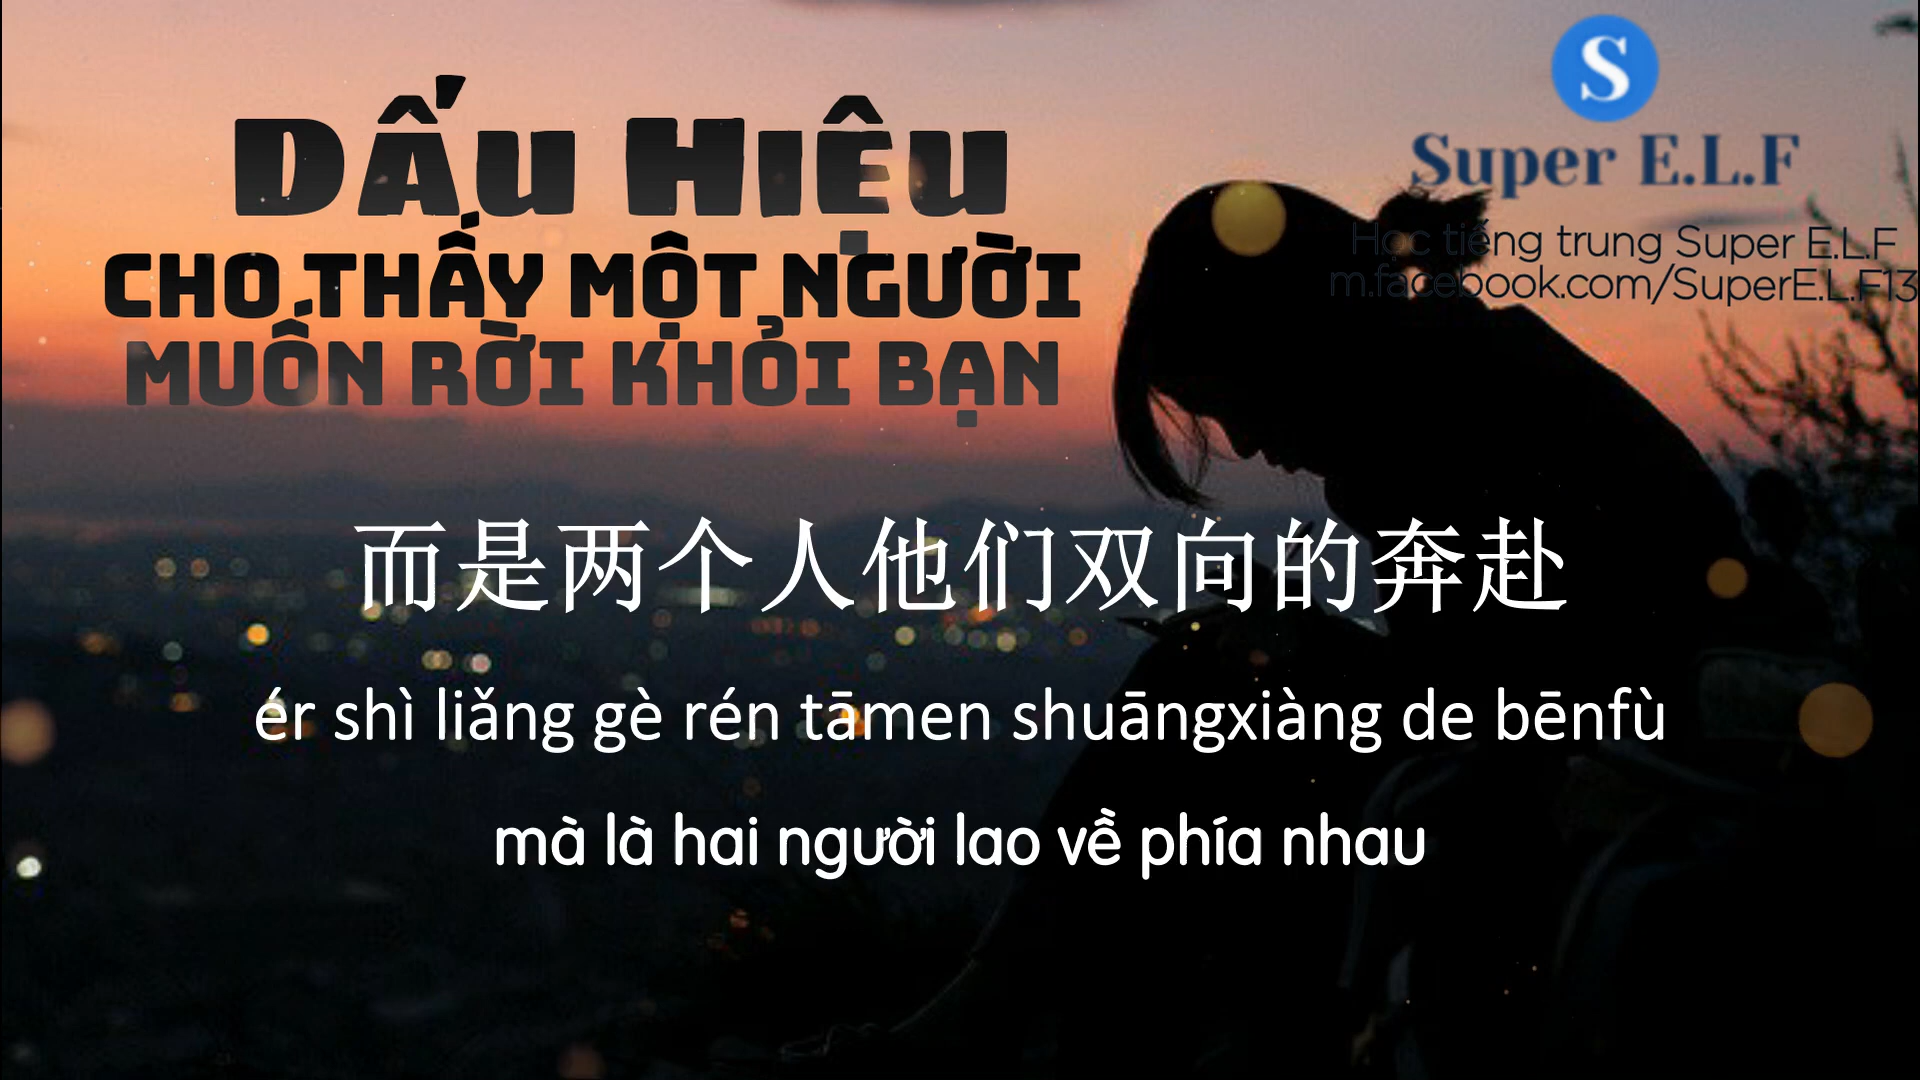 Dấu Hiệu
CHO THẤY MỘT NGƯỜI
MUỐN RỜI KHỎI BẠN
S
Super E.L.F
Học tiếng trung Super E.L.F
m.facebook.com/SuperE.L.F13
而是两个人他们双向的奔赴
ér shì liǎng gè rén tāmen shuāngxiàng de bēnfù
mà là hai người lao về phía nhau